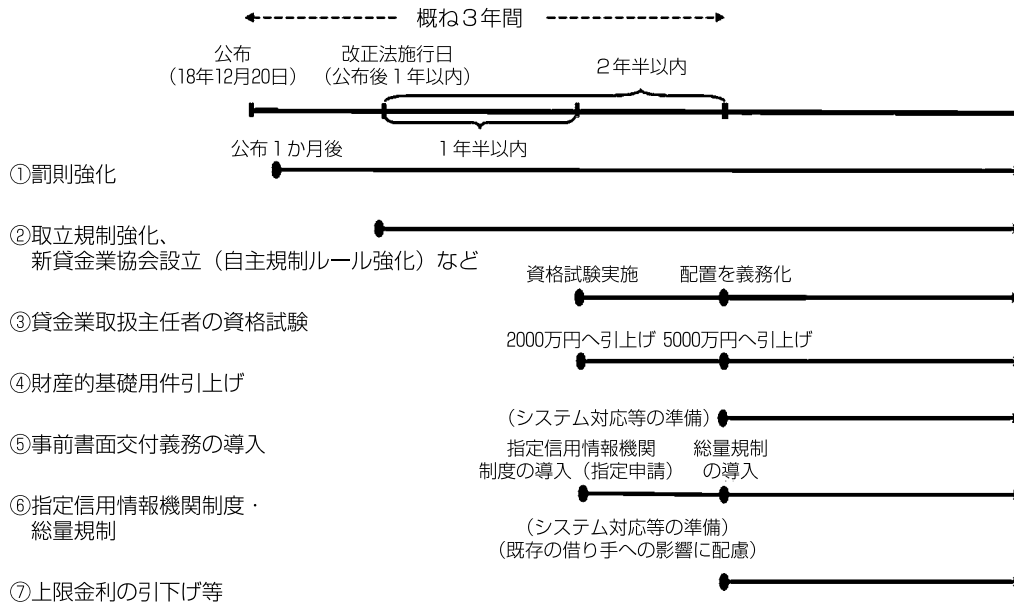 概ね３年間
公布
（18年12月20日）
改正法施行日
（公布後１年以内）
２年半以内
公布１か月後
１年半以内
①罰則強化
②取立規制強化、
新貸金業協会設立（自主規制ルール強化）など
資格試験実施
配置を義務化
③貸金業取扱主任者の資格試験
2000万円へ引上げ
5000万円へ引上げ
④財産的基礎用件引上げ
（システム対応等の準備）
⑤事前書面交付義務の導入
指定信用情報機関
制度の導入（指定申請）
総量規制
の導入
⑥指定信用情報機関制度・
総量規制
（システム対応等の準備）
（既存の借り手への影響に配慮）
⑦上限金利の引下げ等